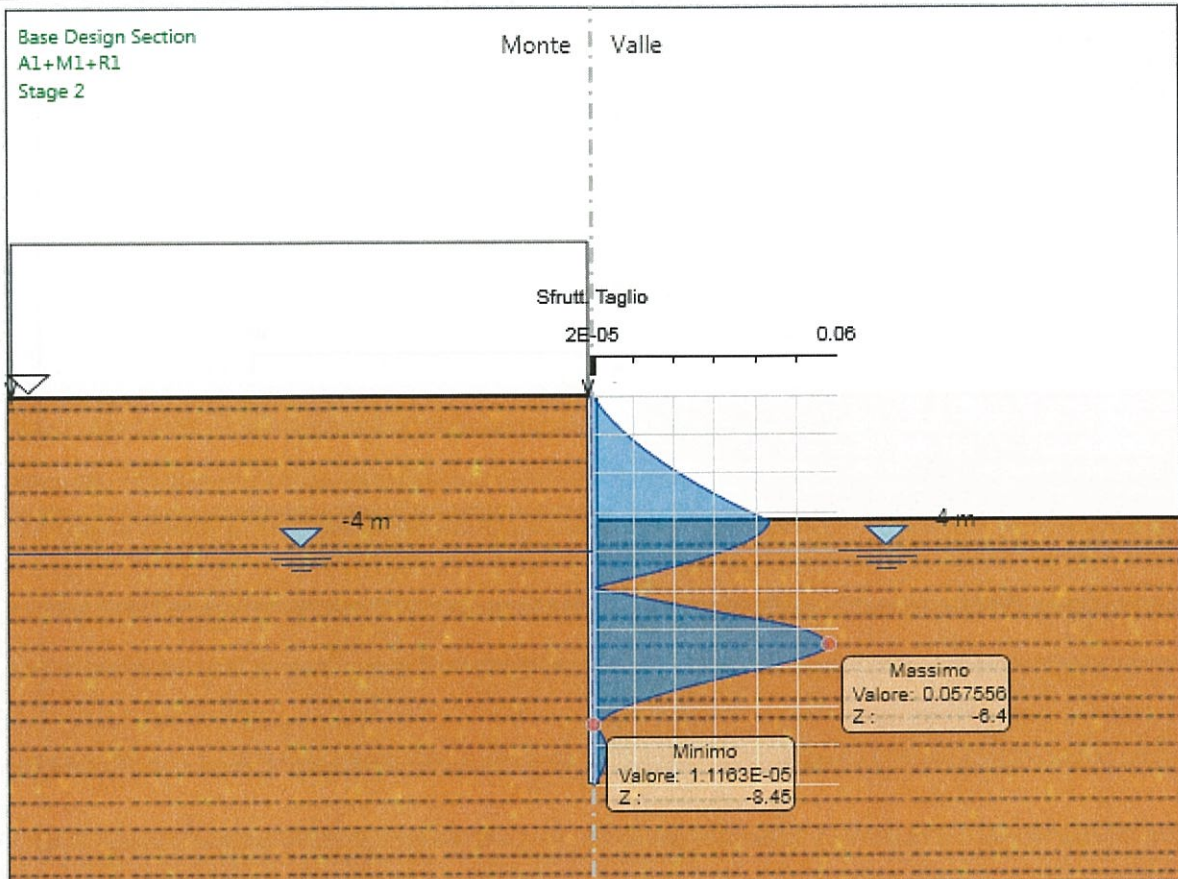 Base Design Section
A1+M1+R1
Stage 2
Monte
Valle
Sfrutt. Taglio
2E-05
0.06
-4 m
-4 m
Massimo
Valore: 0.057556
Z : -6.4
Minimo
Valore: 1.1163E-05
Z : -8.45